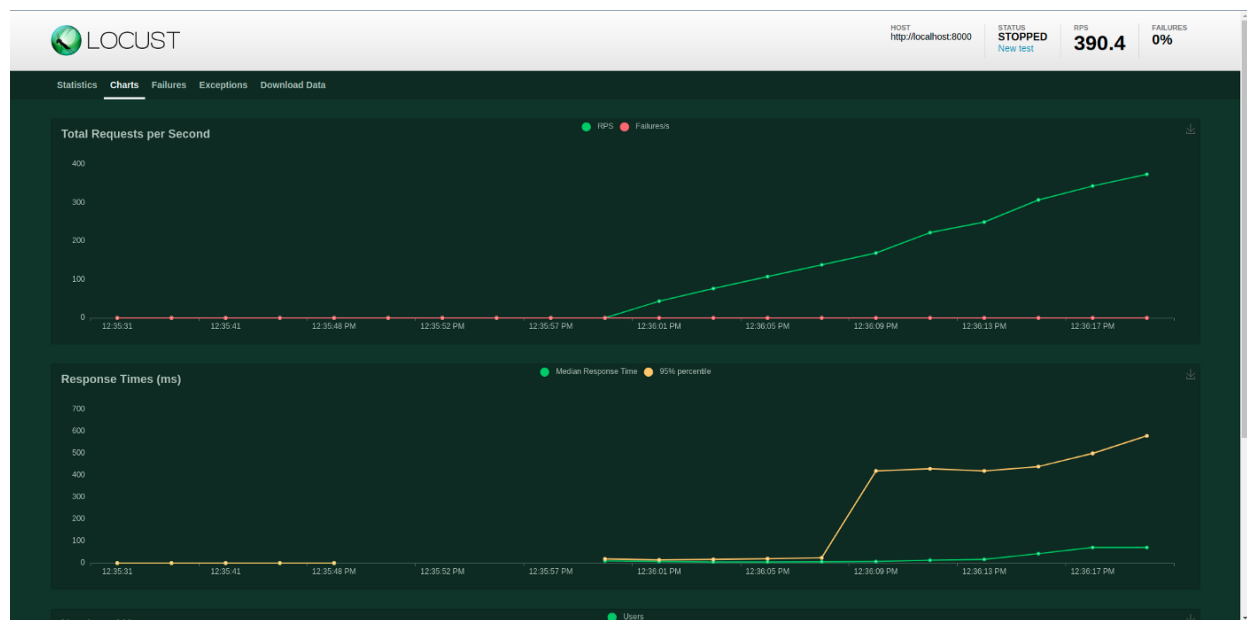 LOCUST
HOST
http://localhost:8000
STATUS
STOPPED
New test
RPS
390.4
FAILURES
0%
Statistics Charts Failures Exceptions Download Data
Total Requests per Second
RPS Failures/s
400
300
200
100
0
12:35:31 12:35:41 12:35:48 PM 12:35:52 PM 12:35:57 PM 12:36:01 PM 12:36:05 PM 12:36:09 PM 12:36:13 PM 12:36:17 PM
Response Times (ms)
Median Response Time 95% percentile
700
600
500
400
300
200
100
0
12:35:31 12:35:41 12:35:48 PM 12:35:52 PM 12:35:57 PM 12:36:01 PM 12:36:05 PM 12:36:09 PM 12:36:13 PM 12:36:17 PM
Users